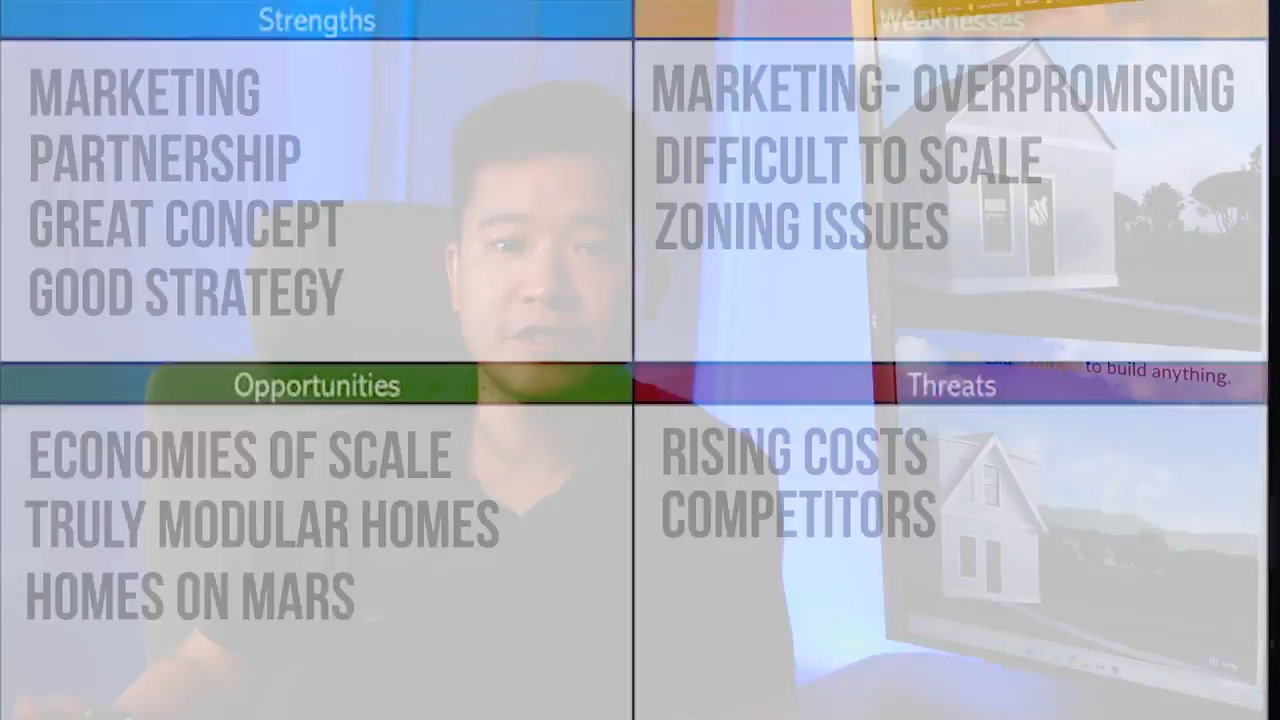 Strengths
MARKETING
PARTNERSHIP
GREAT CONCEPT
GOOD STRATEGY
Weaknesses
MARKETING- OVERPROMISING
DIFFICULT TO SCALE
ZONING ISSUES
to build anything.
Opportunities
ECONOMIES OF SCALE
TRULY MODULAR HOMES
HOMES ON MARS
Threats
RISING COSTS
COMPETITORS